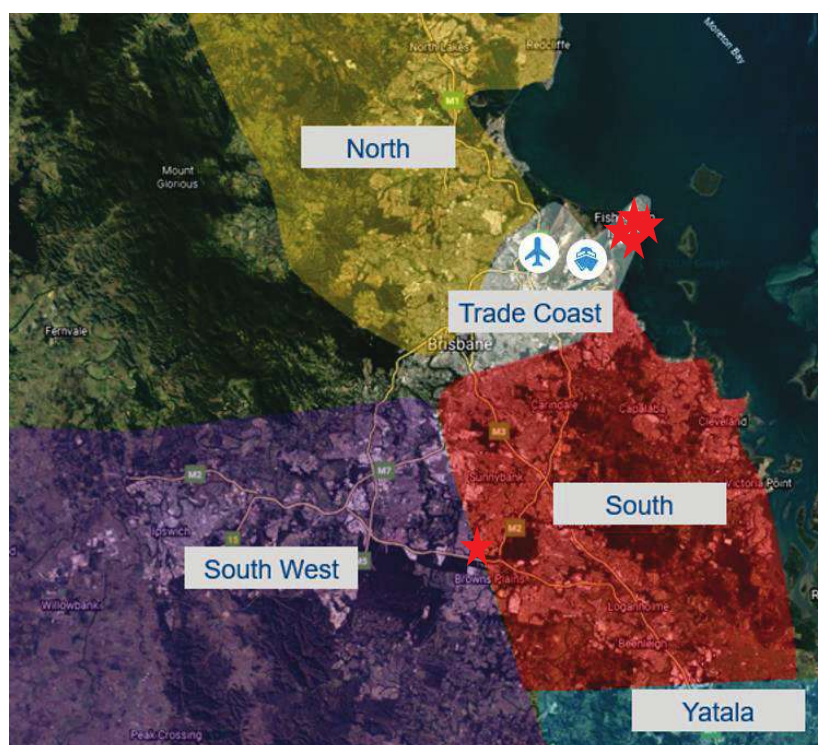 North Lakes
Redcliffe
Moreton Bay
M1
North
Mount
Glorious
Trade Coast
Fernvale
Brisbane
Carindale
Capalaba
Cleveland
M3
M2
M7
Sunnybank
Victoria Point
South
Ipswich
15
M2
South West
M5
Browns Plains
Willowbank
Loganholme
Beenleigh
Yatala
Peak Crossing